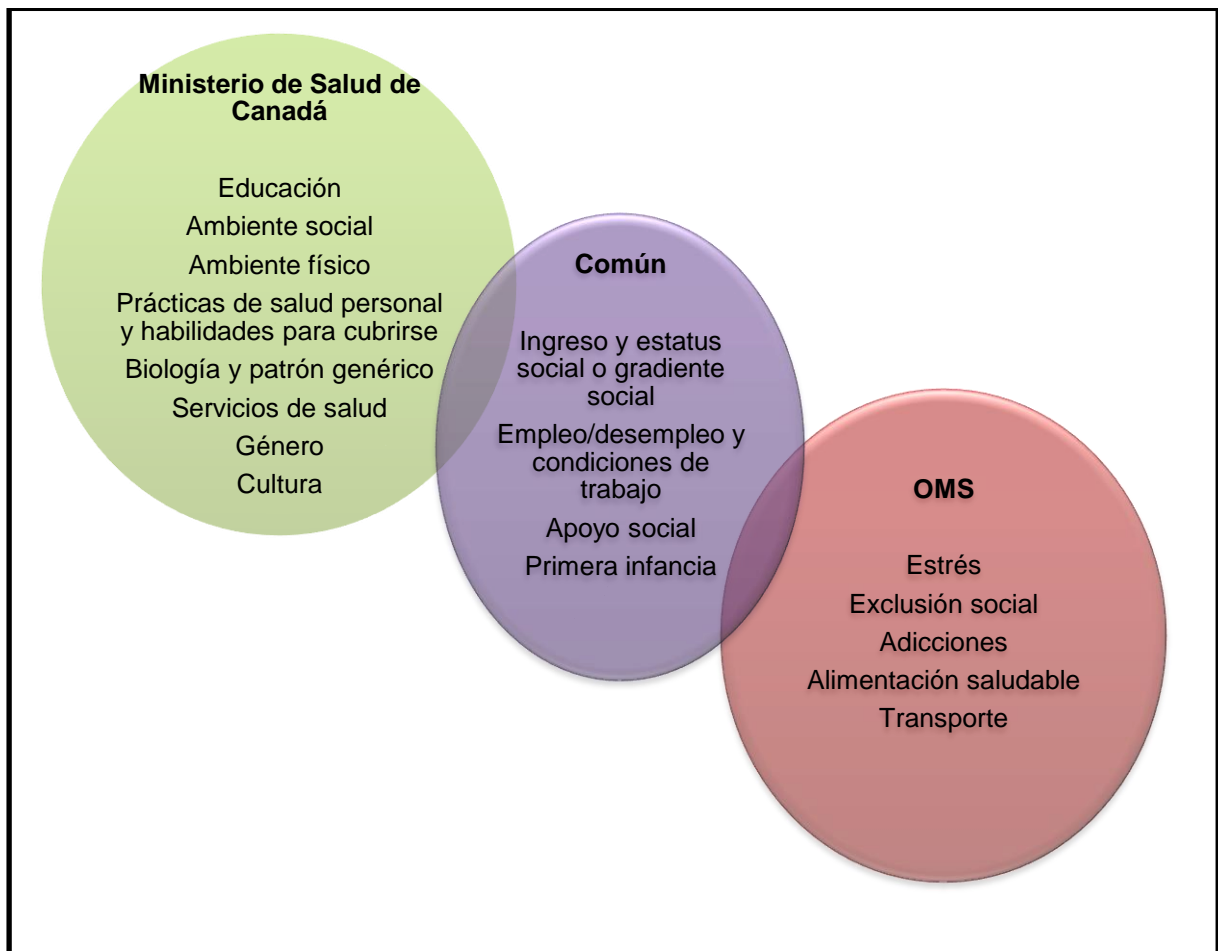 Ministerio de Salud de
Canadá
Educación
Ambiente social
Ambiente físico
Prácticas de salud personal
y habilidades para cubrirse
Biología y patrón genérico
Servicios de salud
Género
Cultura
Común
Ingreso y estatus
social o gradiente
social
Empleo/desempleo y
condiciones de
trabajo
Apoyo social
Primera infancia
OMS
Estrés
Exclusión social
Adicciones
Alimentación saludable
Transporte